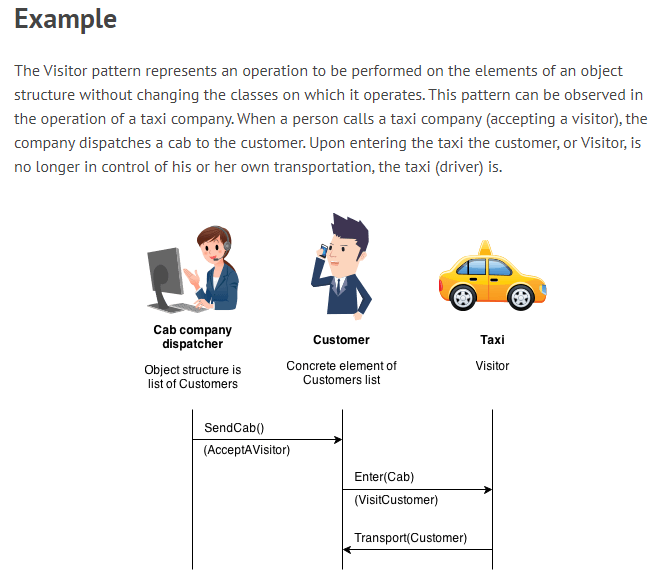 Example
The Visitor pattern represents an operation to be performed on the elements of an object
structure without changing the classes on which it operates. This pattern can be observed in
the operation of a taxi company. When a person calls a taxi company (accepting a visitor), the
company dispatches a cab to the customer. Upon entering the taxi the customer, or Visitor, is
no longer in control of his or her own transportation, the taxi (driver) is.
Cab company
dispatcher
Object structure is
list of Customers
Customer
Concrete element of
Customers list
Taxi
Visitor
SendCab()
(AcceptAVisitor)
Enter(Cab)
(VisitCustomer)
Transport(Customer)